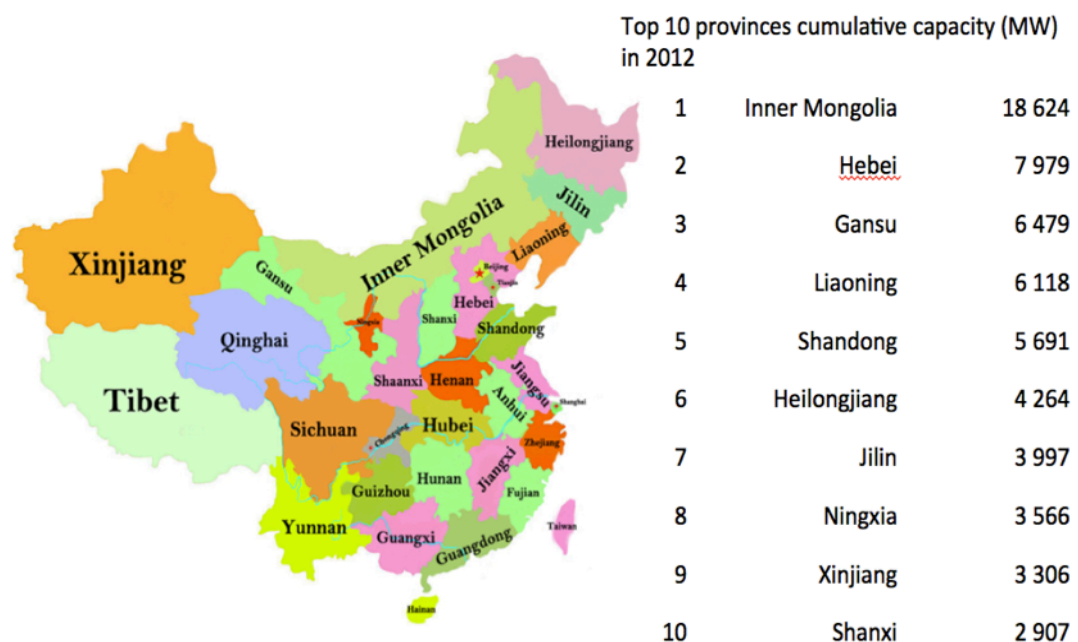 Top 10 provinces cumulative capacity (MW)
in 2012
1 Inner Mongolia 18 624
2 Hebei 7 979
3 Gansu 6 479
4 Liaoning 6 118
5 Shandong 5 691
6 Heilongjiang 4 264
7 Jilin 3 997
8 Ningxia 3 566
9 Xinjiang 3 306
10 Shanxi 2 907
Heilongjiang
Jilin
Inner Mongolia
Liaoning
Xinjiang
Gansu
Beijing
Tianjin
Hebei
Ningxia
Shanxi
Shandong
Qinghai
Tibet
Shaanxi
Henan
Jiangsu
Anhui
Shanghai
Sichuan
Chongqing
Hubei
Zhejiang
Hunan
Jiangxi
Guizhou
Fujian
Yunnan
Guangxi
Guangdong
Taiwan
Hainan